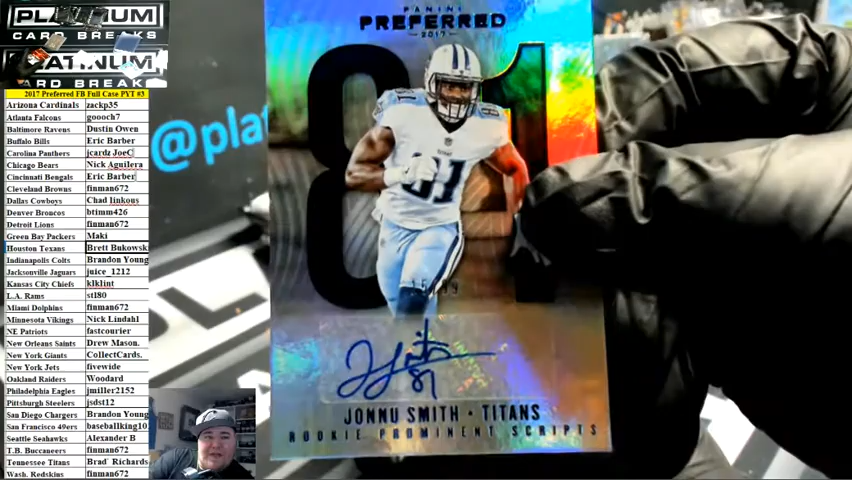 PLATINUM
CARD BREAKS
PLATINUM
CARD BREAK
2017 Preferred FB Full Case PYT #3
Arizona Cardinals zackp35
Atlanta Falcons goooch7
Baltimore Ravens Dustin Owen
Buffalo Bills Eric Barber
Carolina Panthers jcardz JoeC
Chicago Bears Nick Aguilera
Cincinnati Bengals Eric Barber
Cleveland Browns finman672
Dallas Cowboys Chad linkous
Denver Broncos btimm426
Detroit Lions finman672
Green Bay Packers Maki
Houston Texans Brett Bukowsk
Indianapolis Colts Brandon Young
Jacksonville Jaguars juice_1212
Kansas City Chiefs klklint
L.A. Rams stl80
Miami Dolphins finman672
Minnesota Vikings Nick Lindahl
NE Patriots fastcourier
New Orleans Saints Drew Mason.
New York Giants CollectCards.
New York Jets fivewide
Oakland Raiders Woodard
Philadelphia Eagles jmiller2152
Pittsburgh Steelers jsdst12
San Diego Chargers Brandon Young
San Francisco 49ers baseballking10
Seattle Seahawks Alexander B
T.B. Buccaneers finman672
Tennessee Titans Brad Richards
Wash. Redskins finman672
@plat
PANINI
PREFERRED
2017
81
81
81
JONNU SMITH • TITANS
ROOKIE PROMINENT SCRIPTS